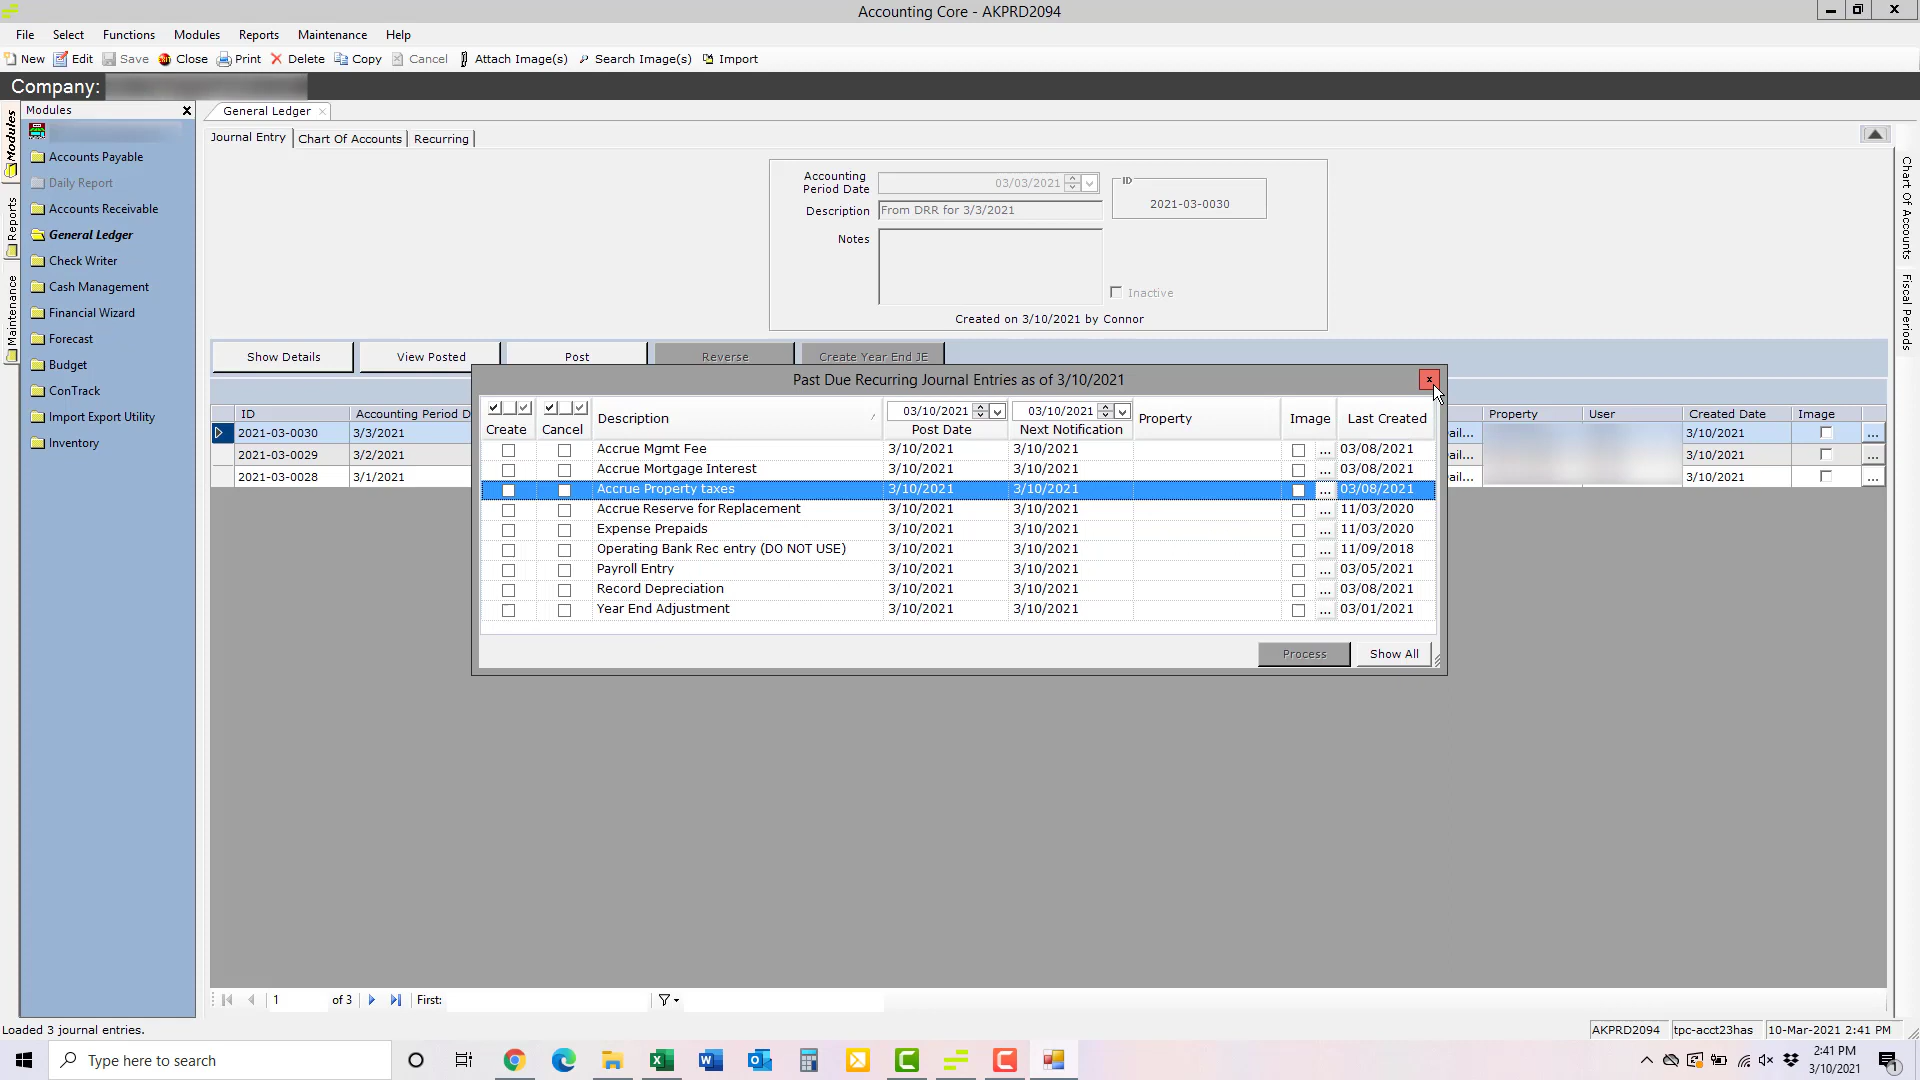 Accounting Core - AKPRD2094
File Select Functions Modules Reports Maintenance Help
New Edit Save Close Print Delete Copy Cancel Attach Image(s) Search Image(s) Import
Company:
Modules
Modules
Reports
Maintenance
Accounts Payable
Daily Report
Accounts Receivable
General Ledger
Check Writer
Cash Management
Financial Wizard
Forecast
Budget
ConTrack
Import Export Utility
Inventory
General Ledger
Journal Entry Chart Of Accounts Recurring
Accounting Period Date 03/03/2021
ID
2021-03-0030
Description From DRR for 3/3/2021
Notes
Inactive
Created on 3/10/2021 by Connor
Chart Of Accounts
Fiscal Periods
Show Details View Posted Post Reverse Create Year End JE
ID Accounting Period D Property User Created Date Image
2021-03-0030 3/3/2021 ail... 3/10/2021 ...
2021-03-0029 3/2/2021 ail... 3/10/2021 ...
2021-03-0028 3/1/2021 ail... 3/10/2021 ...
Past Due Recurring Journal Entries as of 3/10/2021
x
03/10/2021 03/10/2021
Create Cancel Description Post Date Next Notification Property Image Last Created
Accrue Mgmt Fee 3/10/2021 3/10/2021 ... 03/08/2021
Accrue Mortgage Interest 3/10/2021 3/10/2021 ... 03/08/2021
Accrue Property taxes 3/10/2021 3/10/2021 ... 03/08/2021
Accrue Reserve for Replacement 3/10/2021 3/10/2021 ... 11/03/2020
Expense Prepaids 3/10/2021 3/10/2021 ... 11/03/2020
Operating Bank Rec entry (DO NOT USE) 3/10/2021 3/10/2021 ... 11/09/2018
Payroll Entry 3/10/2021 3/10/2021 ... 03/05/2021
Record Depreciation 3/10/2021 3/10/2021 ... 03/08/2021
Year End Adjustment 3/10/2021 3/10/2021 ... 03/01/2021
Process Show All
1 of 3 First:
Loaded 3 journal entries.
AKPRD2094 tpc-acct23has 10-Mar-2021 2:41 PM
Type here to search
2:41 PM
3/10/2021
1